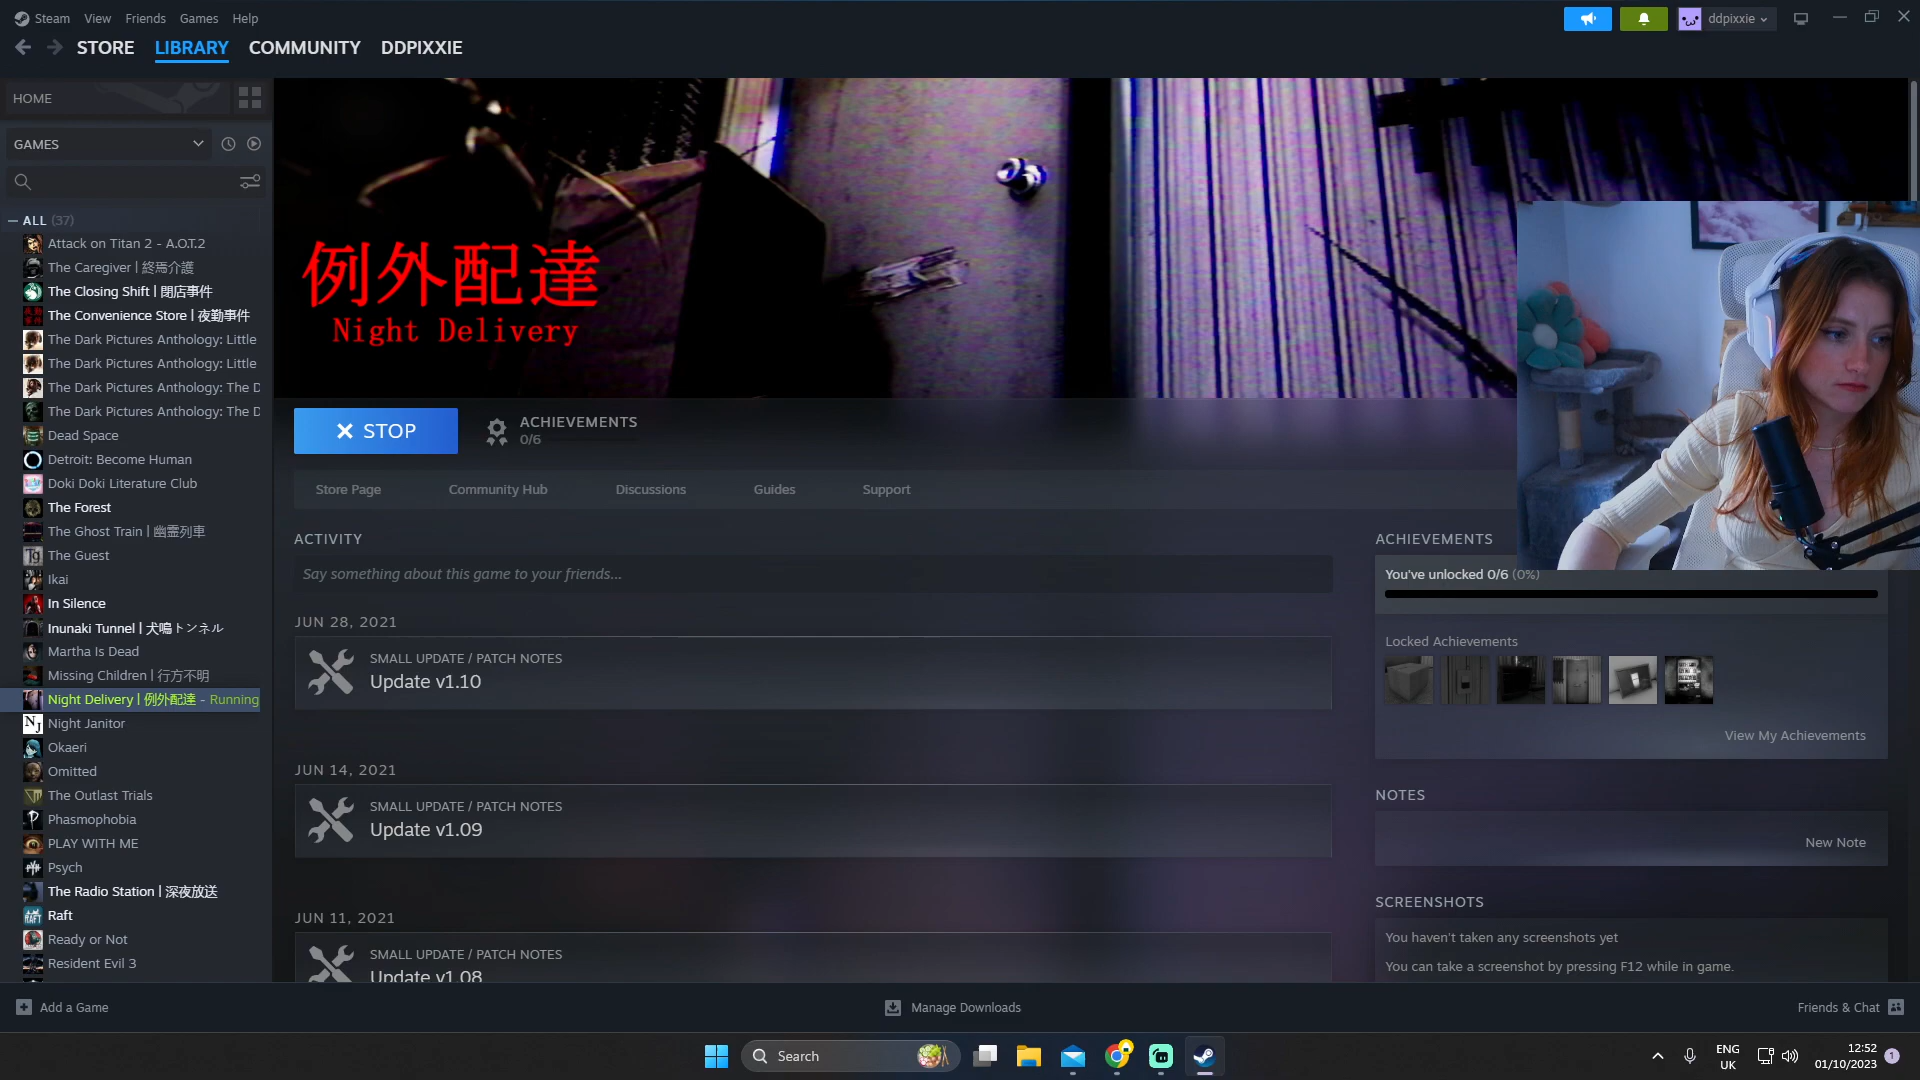 Steam View Friends Games Help
ddpixxie
STORE LIBRARY COMMUNITY DDPIXXIE
HOME
GAMES
ALL (37)
Attack on Titan 2 - A.O.T.2
The Caregiver | 終焉介護
The Closing Shift | 閉店事件
The Convenience Store | 夜勤事件
The Dark Pictures Anthology: Little
The Dark Pictures Anthology: Little
The Dark Pictures Anthology: The D
The Dark Pictures Anthology: The D
Dead Space
Detroit: Become Human
Doki Doki Literature Club
The Forest
The Ghost Train | 幽霊列車
The Guest
Ikai
In Silence
Inunaki Tunnel | 犬鳴トンネル
Martha Is Dead
Missing Children | 行方不明
Night Delivery | 例外配達 - Running
Night Janitor
Okaeri
Omitted
The Outlast Trials
Phasmophobia
PLAY WITH ME
Psych
The Radio Station | 深夜放送
Raft
Ready or Not
Resident Evil 3
例外配達
Night Delivery
STOP
ACHIEVEMENTS
0/6
Store Page Community Hub Discussions Guides Support
ACTIVITY
Say something about this game to your friends...
JUN 28, 2021
SMALL UPDATE / PATCH NOTES
Update v1.10
JUN 14, 2021
SMALL UPDATE / PATCH NOTES
Update v1.09
JUN 11, 2021
SMALL UPDATE / PATCH NOTES
Update v1.08
ACHIEVEMENTS
You've unlocked 0/6 (0%)
Locked Achievements
View My Achievements
NOTES
New Note
SCREENSHOTS
You haven't taken any screenshots yet
You can take a screenshot by pressing F12 while in game.
Add a Game
Manage Downloads
Friends & Chat
Search
ENG
UK
12:52
01/10/2023
1